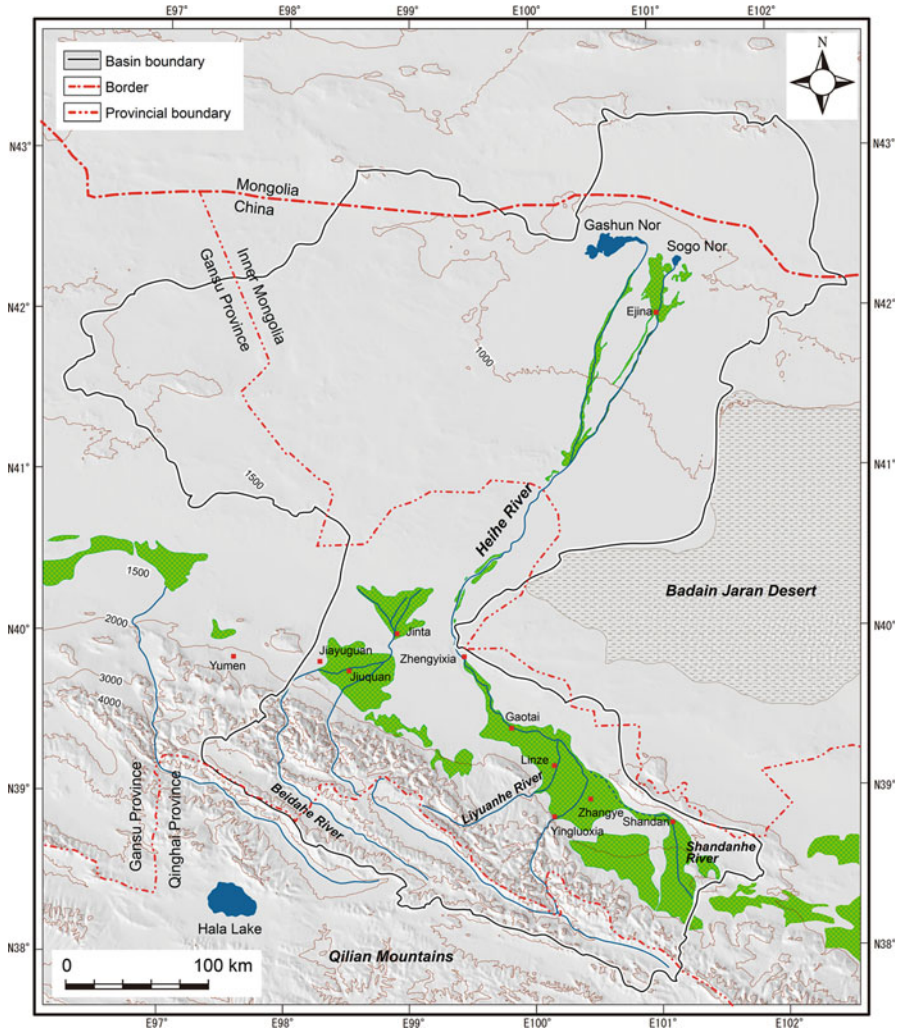 E97° E98° E99° E100° E101° E102°
Basin boundary
Border
Provincial boundary
N
N43° N43°
Mongolia
China
Gashun Nor
Sogo Nor
Gansu Province
Inner Mongolia
N42° N42°
Ejina
1000
N41° N41°
1500
Heihe River
1500
Badain Jaran Desert
N40° N40°
2000
Jinta
Jiayuguan
Zhengyixia
Yumen
Jiuquan
3000
4000
Gaotai
Linze
N39° N39°
Gansu Province
Qinghai Province
Beidahe River
Liyuanhe River
Zhangye
Yingluoxia
Shandan
Shandanhe
River
Hala Lake
N38° N38°
Qilian Mountains
0 100 km
E97° E98° E99° E100° E101° E102°